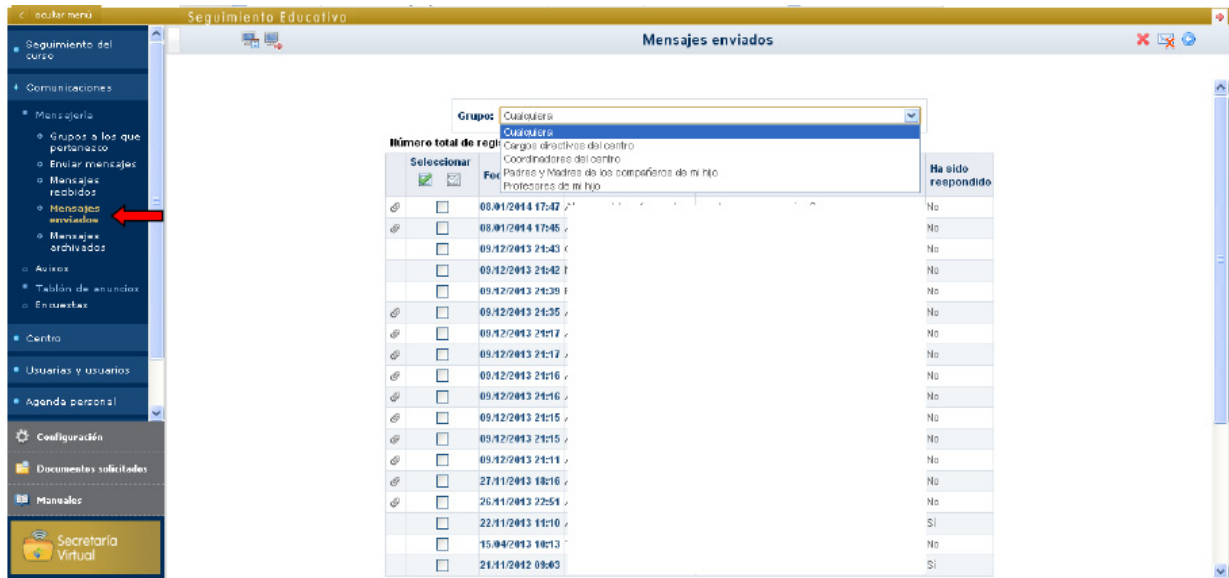 ocultar menú
Seguimiento Educativo
Mensajes enviados
Seguimiento del
curso
Comunicaciones
Mensajería
Grupos a los que
pertenezco
Enviar mensajes
Mensajes
recibidos
Mensajes
enviados
Mensajes
archivados
Avisos
Tablón de anuncios
Encuestas
Centro
Usuarias y usuarios
Agenda personal
Configuración
Documentos solicitados
Manuales
Secretaría
Virtual
Grupo: Cualquiera
Cualquiera
Cargos directivos del centro
Coordinadores del centro
Padres y Madres de los compañeros de mi hijo
Profesores de mi hijo
Número total de
Seleccionar
Ha sido
respondido
08/01/2014 17:47 No
08/01/2014 17:45 No
09/12/2013 21:43 No
09/12/2013 21:42 No
09/12/2013 21:39 No
09/12/2013 21:35 No
09/12/2013 21:17 No
09/12/2013 21:17 No
09/12/2013 21:16 No
09/12/2013 21:16 No
09/12/2013 21:15 No
09/12/2013 21:15 No
09/12/2013 21:11 No
27/11/2013 18:16 No
26/11/2013 22:51 No
22/11/2013 11:10 Sí
15/04/2013 10:13 No
21/11/2012 09:03 Sí